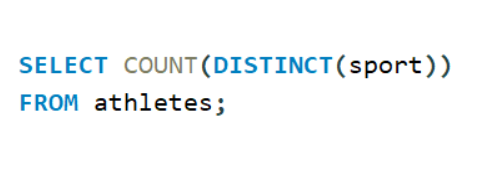 SELECT COUNT(DISTINCT(sport))
FROM athletes;